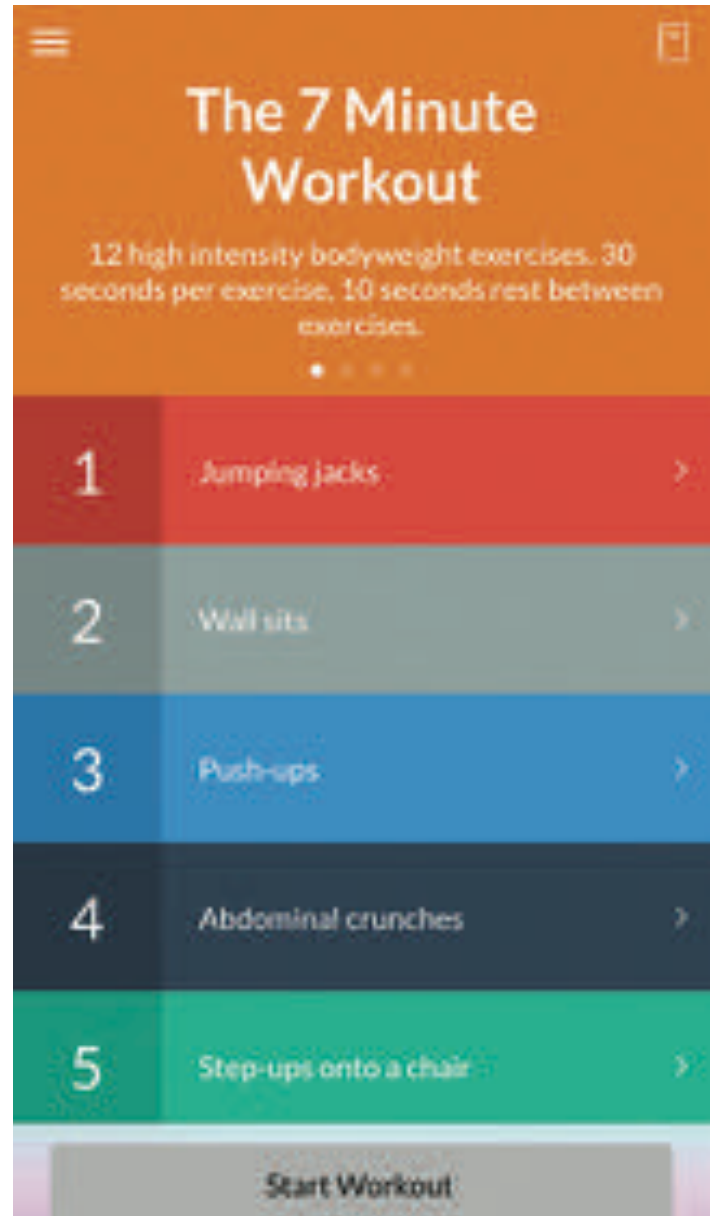 The 7 Minute
Workout
12 high intensity bodyweight exercises. 30
seconds per exercise, 10 seconds rest between
exercises.
1 Jumping jacks
2 Wall sits
3 Push-ups
4 Abdominal crunches
5 Step-ups onto a chair
Start Workout